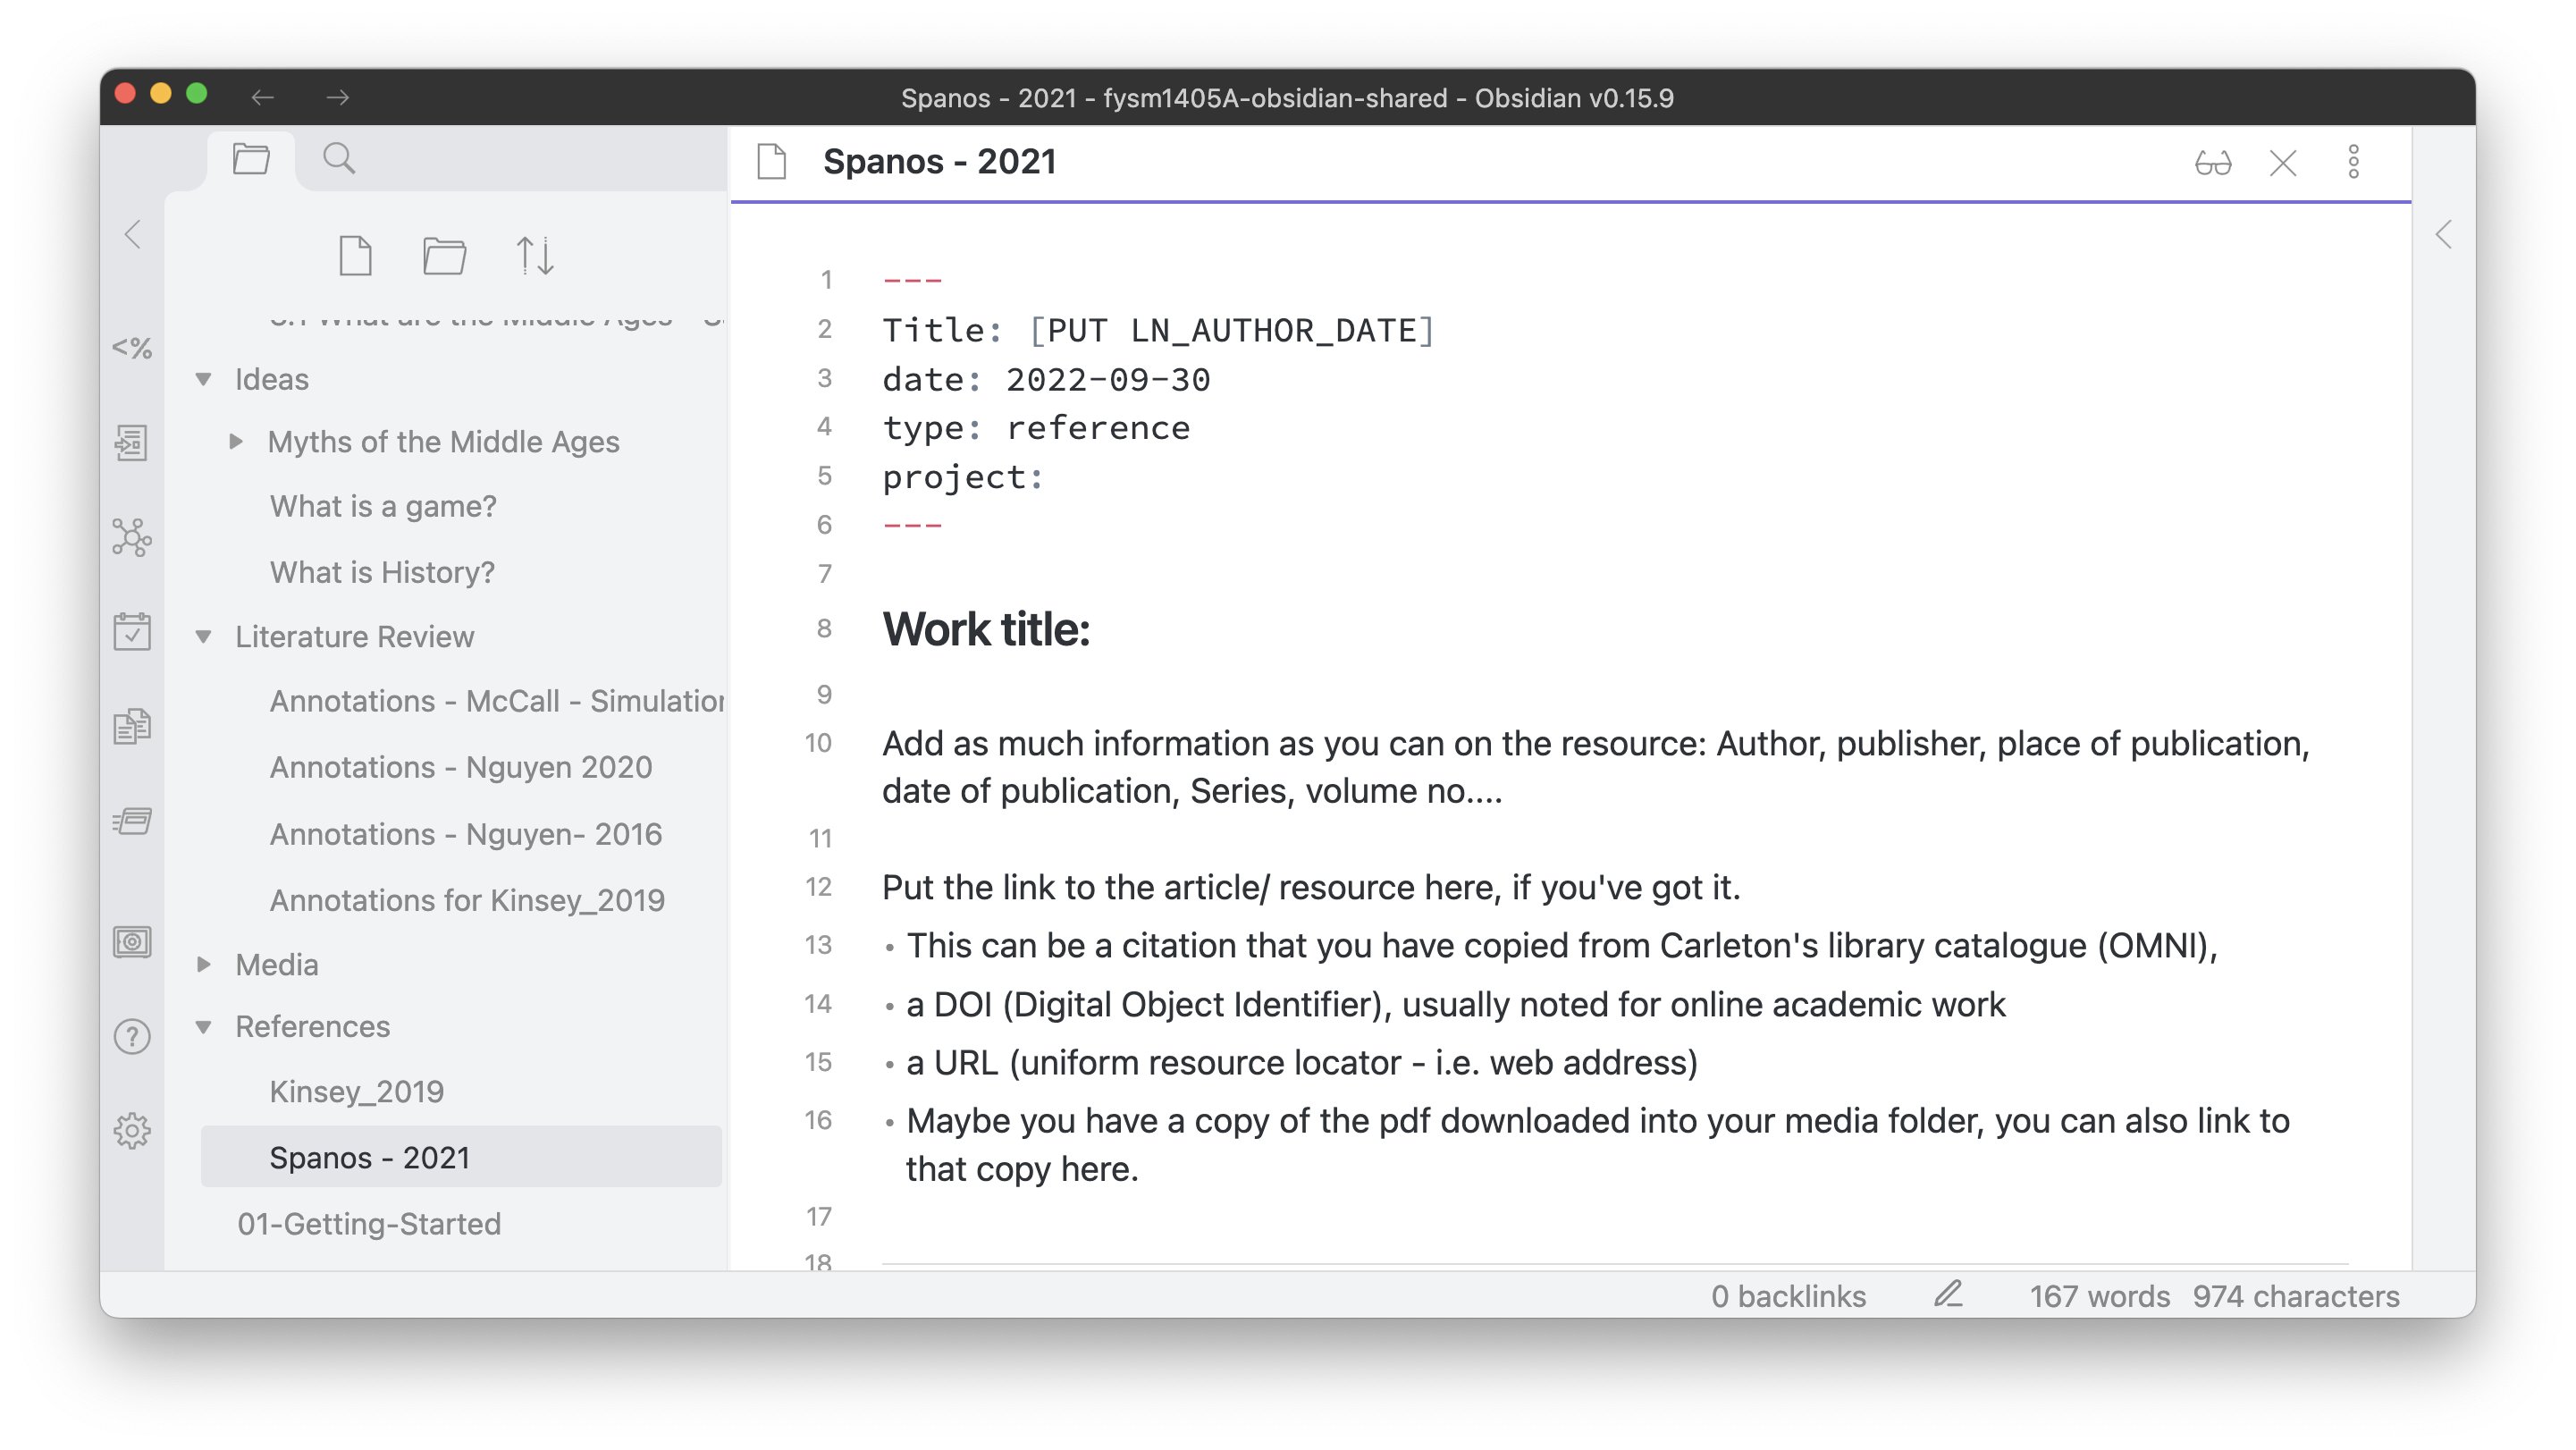 Spanos - 2021 - fysm1405A-obsidian-shared - Obsidian v0.15.9
<%
Ideas
Myths of the Middle Ages
What is a game?
What is History?
Literature Review
Annotations - McCall - Simulation
Annotations - Nguyen 2020
Annotations - Nguyen- 2016
Annotations for Kinsey_2019
Media
References
Kinsey_2019
Spanos - 2021
01-Getting-Started
Spanos - 2021
1 ---
2 Title: [PUT LN_AUTHOR_DATE]
3 date: 2022-09-30
4 type: reference
5 project:
6 ---
7
8 Work title:
9
10 Add as much information as you can on the resource: Author, publisher, place of publication,
date of publication, Series, volume no....
11
12 Put the link to the article/ resource here, if you've got it.
13 • This can be a citation that you have copied from Carleton's library catalogue (OMNI),
14 • a DOI (Digital Object Identifier), usually noted for online academic work
15 • a URL (uniform resource locator - i.e. web address)
16 • Maybe you have a copy of the pdf downloaded into your media folder, you can also link to
that copy here.
17
18
0 backlinks 167 words 974 characters